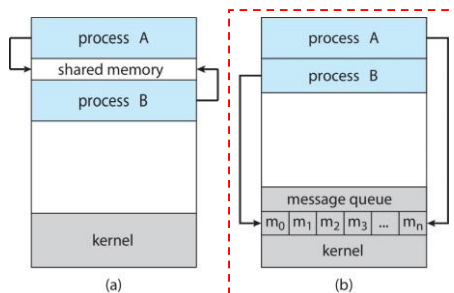 process A
shared memory
process B
kernel
(a)
process A
process B
message queue
m0 m1 m2 m3 ... mn
kernel
(b)